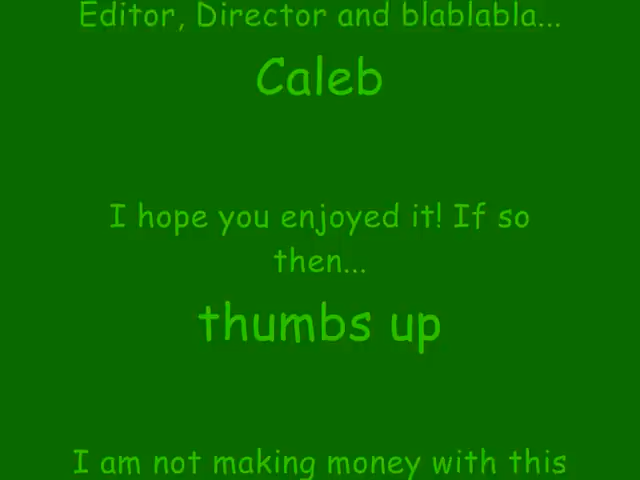 Editor, Director and blablabla...
Caleb
I hope you enjoyed it! If so
then...
thumbs up
I am not making money with this